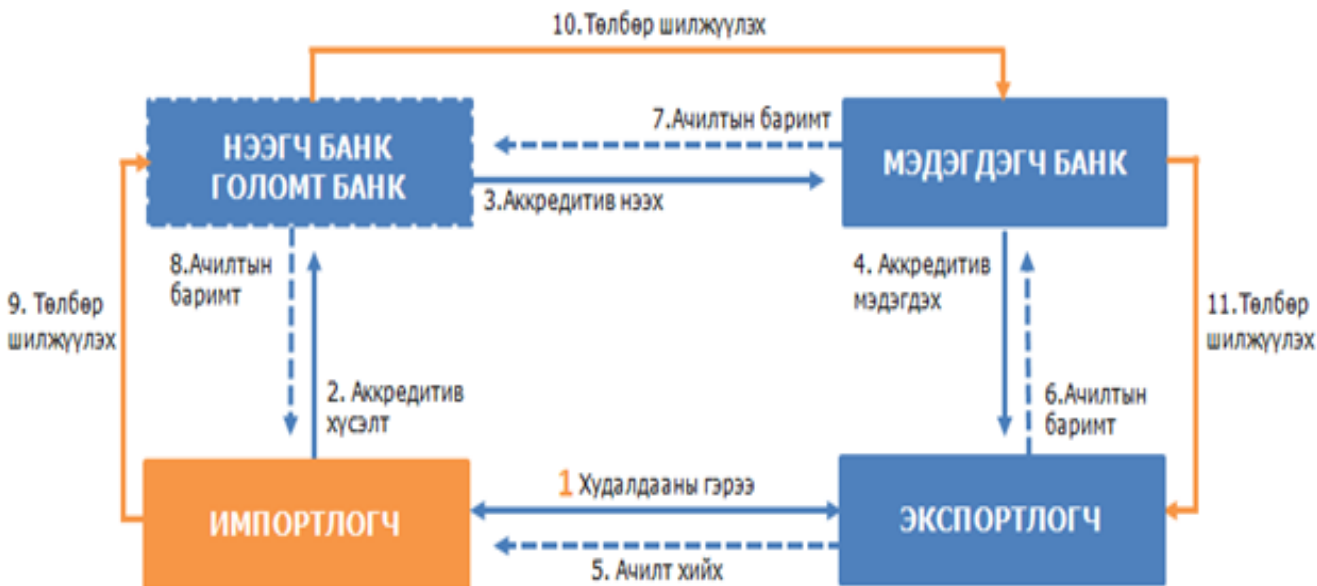 10.Төлбөр шилжүүлэх
НЭЭГЧ БАНК
ГОЛОМТ БАНК
7.Ачилтын баримт
МЭДЭГДЭГЧ БАНК
3.Аккредитив нээх
8.Ачилтын
баримт
4. Аккредитив
мэдэгдэх
9. Төлбөр
шилжүүлэх
11.Төлбөр
шилжүүлэх
2. Аккредитив
хүсэлт
6.Ачилтын
баримт
1 Худалдааны гэрээ
ИМПОРТЛОГЧ
ЭКСПОРТЛОГЧ
5. Ачилт хийх